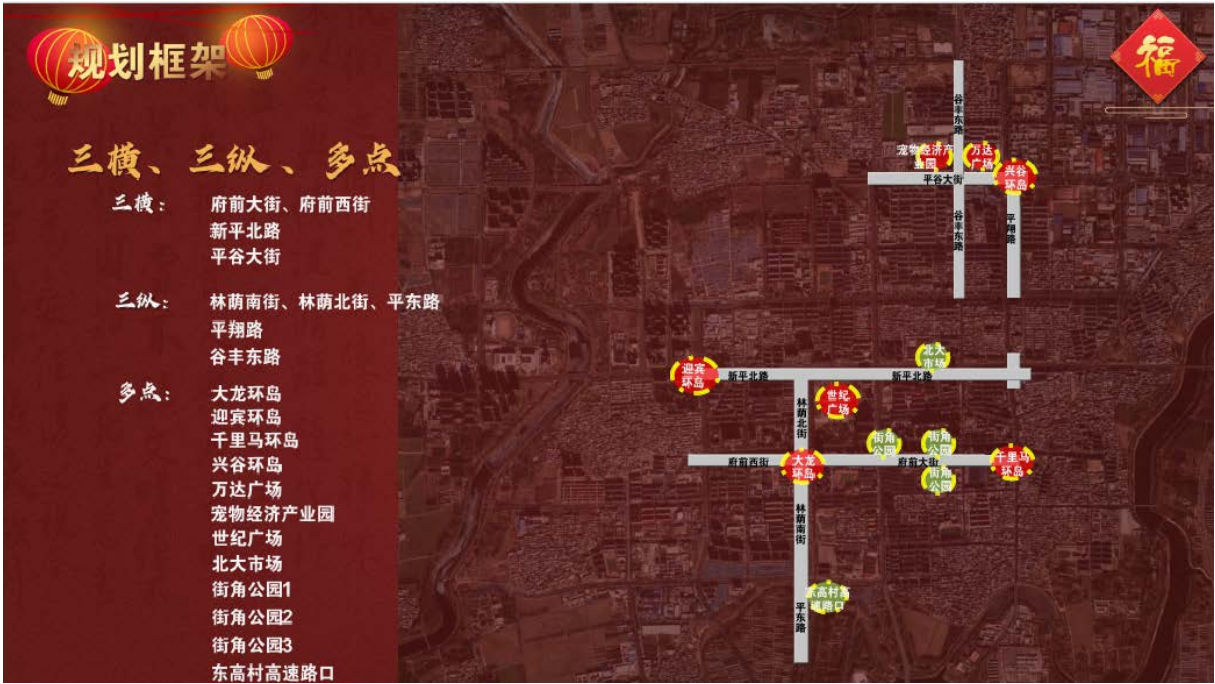 规划框架
福
三横、三纵、多点
三横：
府前大街、府前西街
新平北路
平谷大街
三纵：
林荫南街、林荫北街、平东路
平翔路
谷丰东路
多点：
大龙环岛
迎宾环岛
千里马环岛
兴谷环岛
万达广场
宠物经济产业园
世纪广场
北大市场
街角公园1
街角公园2
街角公园3
东高村高速路口
谷丰东路
宠物经济产
业园
万达
广场
兴谷
环岛
平谷大街
谷丰东路
平翔路
北大
市场
迎宾
环岛
新平北路
新平北路
世纪
广场
林荫北街
街角
公园
街角
公园
府前西街
大龙
环岛
府前大街
千里马
环岛
街角
公园
林荫南街
东高村高
速路口
平东路